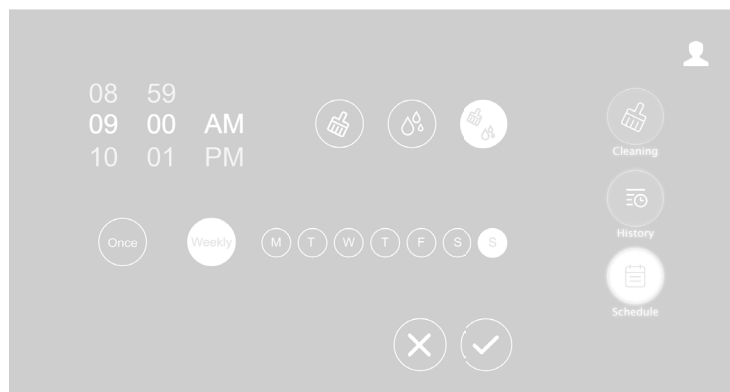 08 59
09 00 AM
10 01 PM
Cleaning
History
Once Weekly M T W T F S S
Schedule